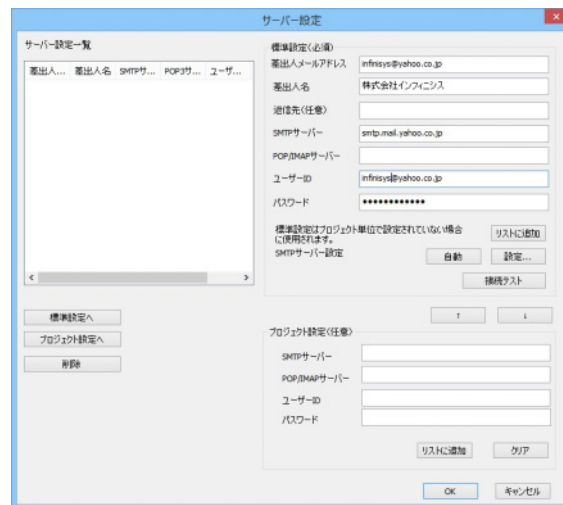 サーバー設定
サーバー設定一覧
差出人... 差出人名 SMTPサ... POP3サ... ユーザ...
標準設定へ
プロジェクト設定へ
削除
標準設定(必須)
差出人メールアドレス infinisys@yahoo.co.jp
差出人名 株式会社インフィニシス
返信先(任意)
SMTPサーバー smtp.mail.yahoo.co.jp
POP/IMAPサーバー
ユーザーID infinisys@yahoo.co.jp
パスワード ••••••••••••
標準設定はプロジェクト単位で設定されていない場合
に使用されます。
リストに追加
SMTPサーバー設定 自動 設定...
接続テスト
↑ ↓
プロジェクト設定(任意)
SMTPサーバー
POP/IMAPサーバー
ユーザーID
パスワード
リストに追加 クリア
OK キャンセル